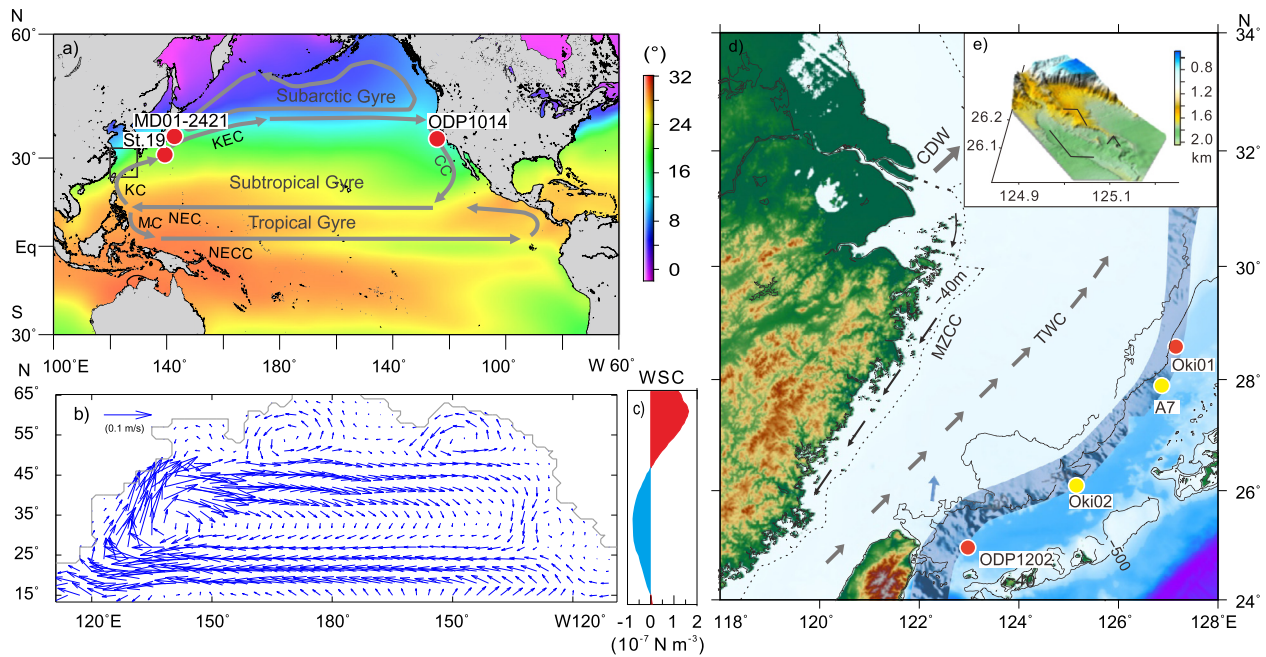 N
60°
30°
Eq
S
30°
a)
Subarctic Gyre
MD01-2421
St.19
ODP1014
KEC
CC
Subtropical Gyre
KC
MC
NEC
Tropical Gyre
NECC
100°E
140°
180°
140°
100°
W 60°
(°)
32
24
16
8
0
N
65°
55°
45°
35°
25°
15°
b)
(0.1 m/s)
120°E
150°
180°
150°
W120°
WSC
c)
-1
0
1
2
(10⁻⁷ N m⁻³)
d)
CDW
~40m
MZCC
TWC
Oki01
A7
Oki02
ODP1202
500
118°
120°
122°
124°
126°
128°E
N
34°
32°
30°
28°
26°
24°
e)
26.2
26.1
124.9
125.1
0.8
1.2
1.6
2.0
km